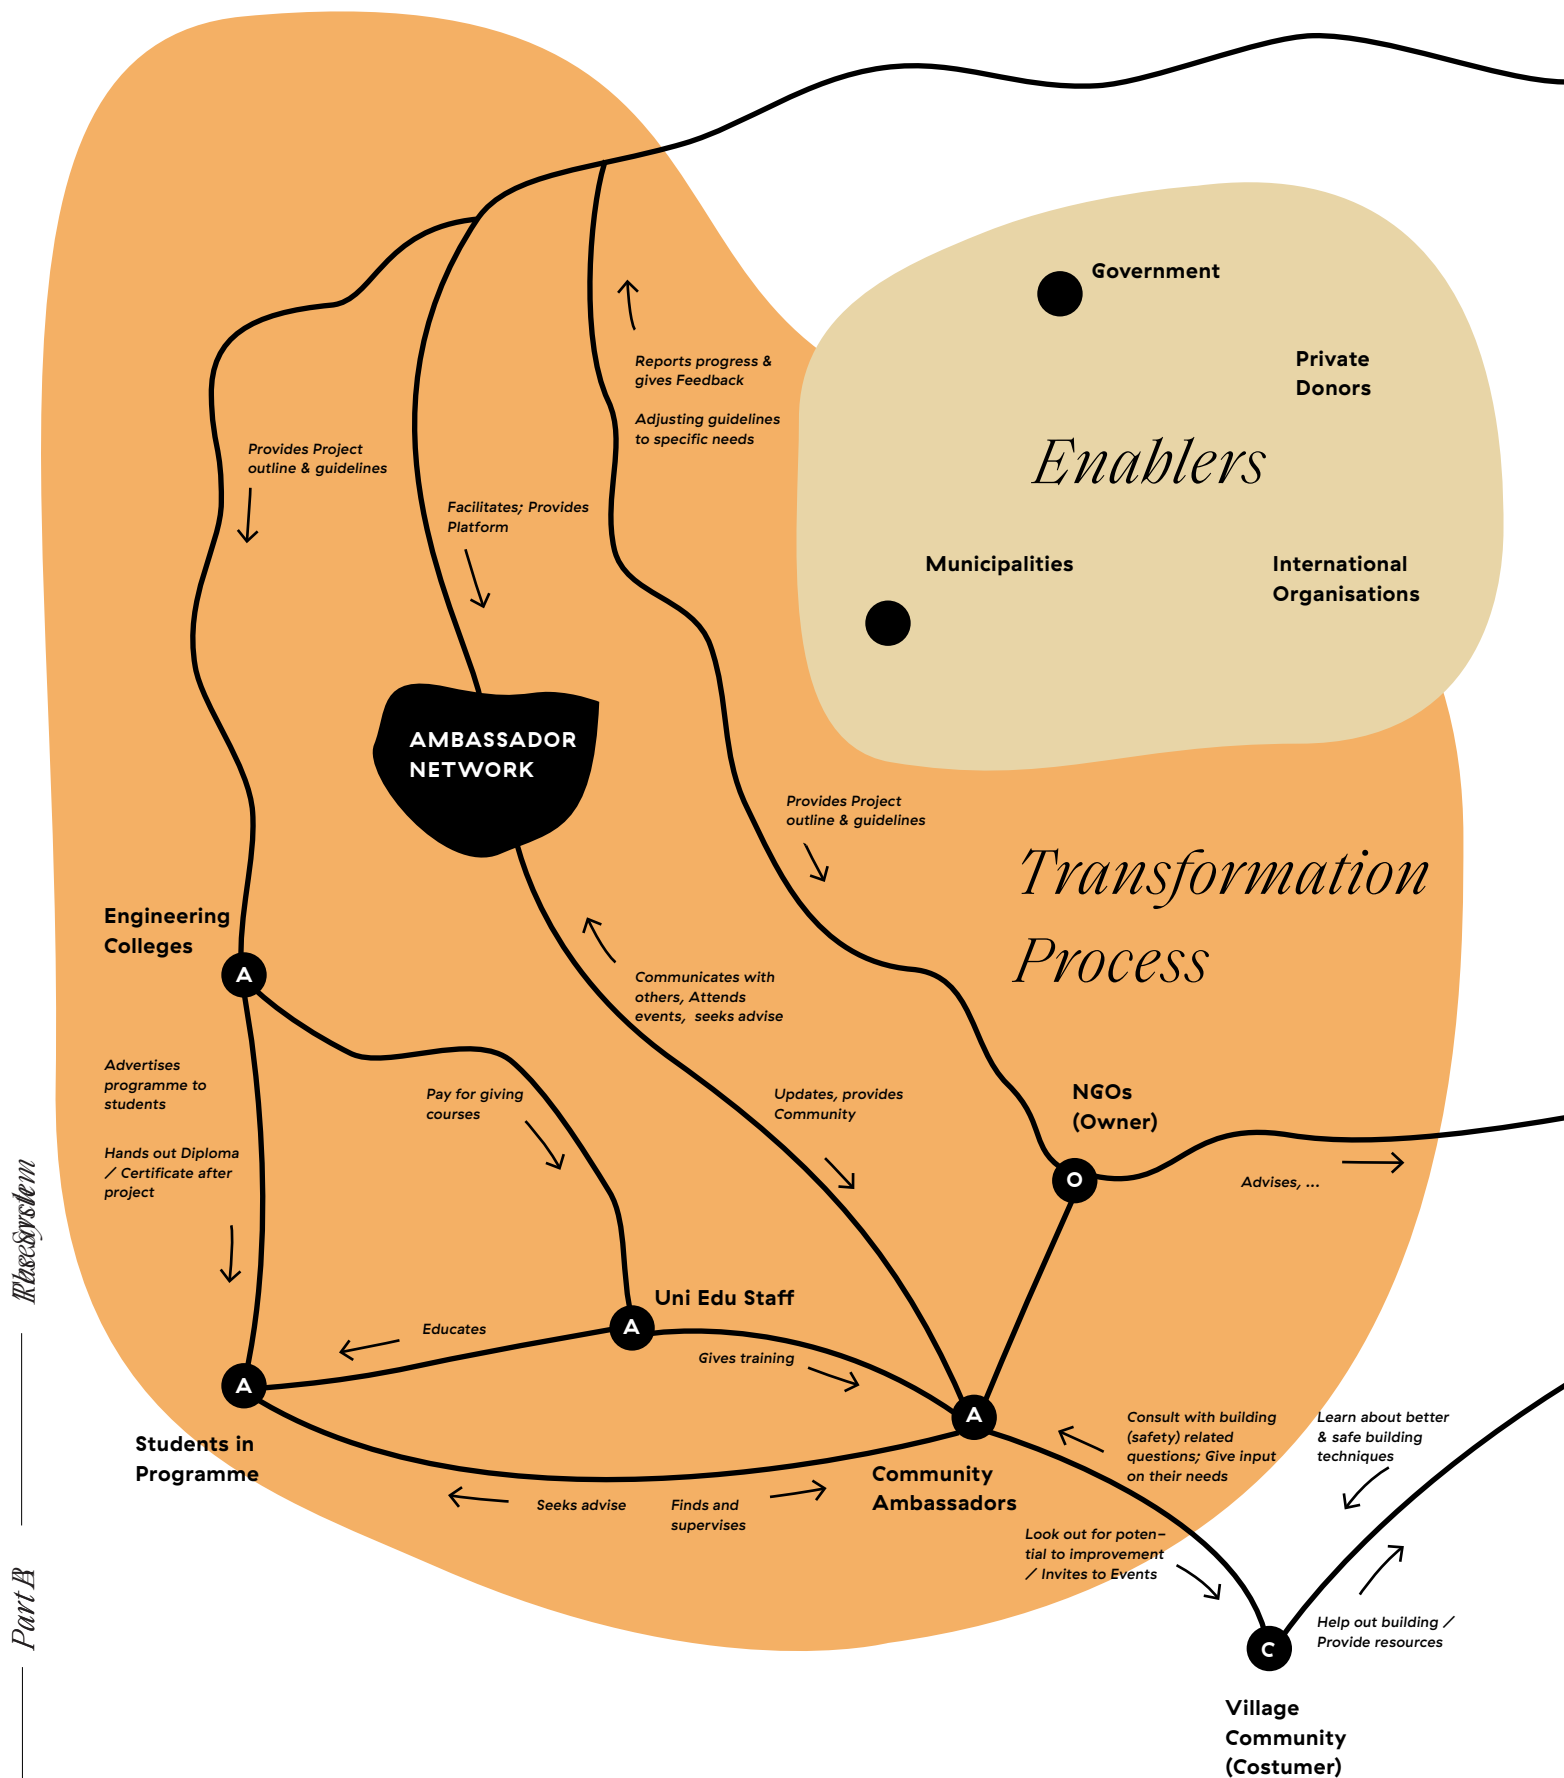 Government
Private
Donors
Enablers
Municipalities
International
Organisations
Reports progress &
gives Feedback
Adjusting guidelines
to specific needs
Provides Project
outline & guidelines
Facilitates; Provides
Platform
AMBASSADOR
NETWORK
Provides Project
outline & guidelines
Transformation
Process
Engineering
Colleges
A
Communicates with
others, Attends
events, seeks advise
Advertises
programme to
students
Hands out Diploma
/ Certificate after
project
Pay for giving
courses
Updates, provides
Community
NGOs
(Owner)
O
Advises, ...
Uni Edu Staff
A
Educates
Gives training
A
Students in
Programme
A
Community
Ambassadors
Seeks advise
Finds and
supervises
Consult with building
(safety) related
questions; Give input
on their needs
Learn about better
& safe building
techniques
Look out for poten-
tial to improvement
/ Invites to Events
Help out building /
Provide resources
C
Village
Community
(Costumer)
Part